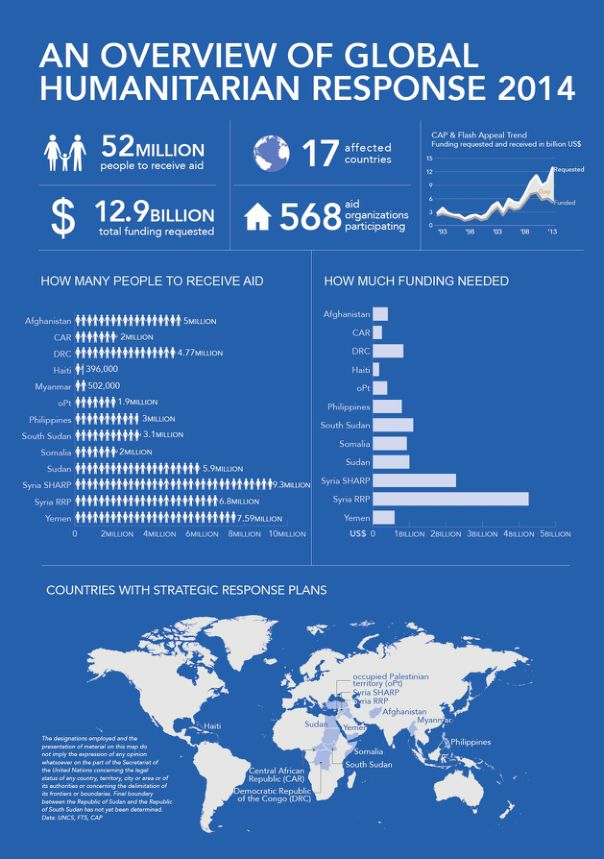 AN OVERVIEW OF GLOBAL
HUMANITARIAN RESPONSE 2014
52 MILLION
people to receive aid
17 affected
countries
$ 12.9 BILLION
total funding requested
568 aid
organizations
participating
CAP & Flash Appeal Trend
Funding requested and received in billion US$
15
12
9
6
3
0
'93 '98 '03 '08 '13
Requested
Gap
Funded
HOW MANY PEOPLE TO RECEIVE AID
Afghanistan 5MILLION
CAR 2MILLION
DRC 4.77MILLION
Haiti 396,000
Myanmar 502,000
oPt 1.9MILLION
Philippines 3MILLION
South Sudan 3.1MILLION
Somalia 2MILLION
Sudan 5.9MILLION
Syria SHARP 9.3MILLION
Syria RRP 6.8MILLION
Yemen 7.59MILLION
0 2MILLION 4MILLION 6MILLION 8MILLION 10MILLION
HOW MUCH FUNDING NEEDED
Afghanistan
CAR
DRC
Haiti
oPt
Philippines
South Sudan
Somalia
Sudan
Syria SHARP
Syria RRP
Yemen
US$ 0 1BILLION 2BILLION 3BILLION 4BILLION 5BILLION
COUNTRIES WITH STRATEGIC RESPONSE PLANS
occupied Palestinian
territory (oPt)
Syria SHARP
Syria RRP
Afghanistan
Myanmar
Sudan
Yemen
Haiti
Philippines
Somalia
South Sudan
Central African
Republic (CAR)
Democratic Republic
of the Congo (DRC)
The designations employed and the
presentation of material on this map do
not imply the expression of any opinion
whatsoever on the part of the Secretariat of
the United Nations concerning the legal
status of any country, territory, city or area or of
its authorities or concerning the delimitation of
its frontiers or boundaries. Final boundary
between the Republic of Sudan and the Republic
of South Sudan has not yet been determined.
Data: UNCS, FTS, CAP